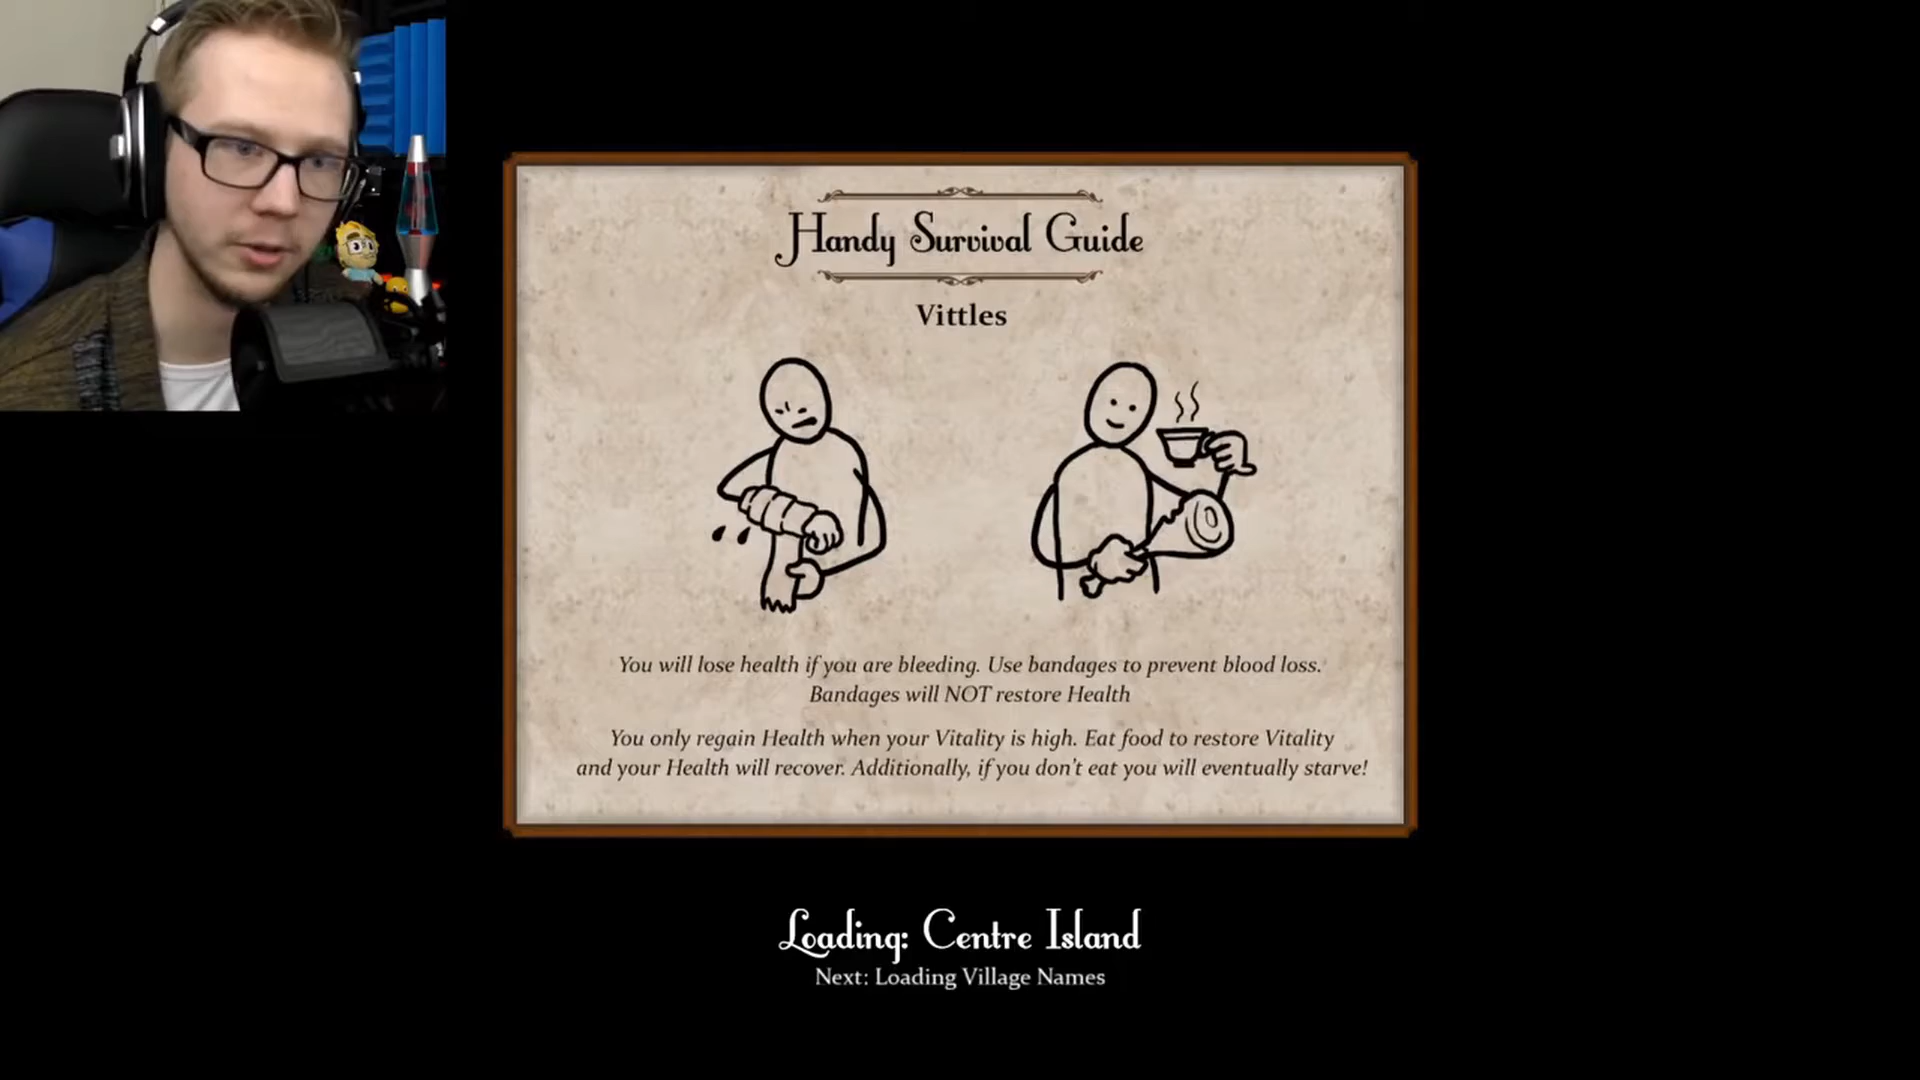 Handy Survival Guide
Vittles
You will lose health if you are bleeding. Use bandages to prevent blood loss.
Bandages will NOT restore Health
You only regain Health when your Vitality is high. Eat food to restore Vitality
and your Health will recover. Additionally, if you don't eat you will eventually starve!
Loading: Centre Island
Next: Loading Village Names